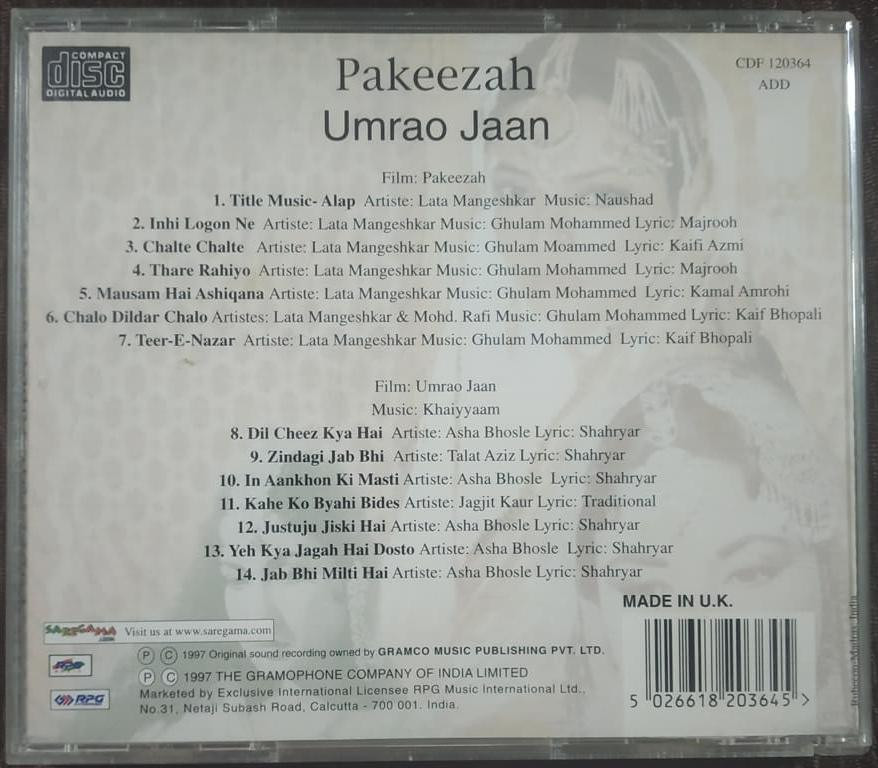 COMPACT
disc
DIGITAL AUDIO
Pakeezah
Umrao Jaan
CDF 120364
ADD
Film: Pakeezah
1. Title Music- Alap Artiste: Lata Mangeshkar Music: Naushad
2. Inhi Logon Ne Artiste: Lata Mangeshkar Music: Ghulam Mohammed Lyric: Majrooh
3. Chalte Chalte Artiste: Lata Mangeshkar Music: Ghulam Moammed Lyric: Kaifi Azmi
4. Thare Rahiyo Artiste: Lata Mangeshkar Music: Ghulam Mohammed Lyric: Majrooh
5. Mausam Hai Ashiqana Artiste: Lata Mangeshkar Music: Ghulam Mohammed Lyric: Kamal Amrohi
6. Chalo Dildar Chalo Artistes: Lata Mangeshkar & Mohd. Rafi Music: Ghulam Mohammed Lyric: Kaif Bhopali
7. Teer-E-Nazar Artiste: Lata Mangeshkar Music: Ghulam Mohammed Lyric: Kaif Bhopali
Film: Umrao Jaan
Music: Khaiyyaam
8. Dil Cheez Kya Hai Artiste: Asha Bhosle Lyric: Shahryar
9. Zindagi Jab Bhi Artiste: Talat Aziz Lyric: Shahryar
10. In Aankhon Ki Masti Artiste: Asha Bhosle Lyric: Shahryar
11. Kahe Ko Byahi Bides Artiste: Jagjit Kaur Lyric: Traditional
12. Justuju Jiski Hai Artiste: Asha Bhosle Lyric: Shahryar
13. Yeh Kya Jagah Hai Dosto Artiste: Asha Bhosle Lyric: Shahryar
14. Jab Bhi Milti Hai Artiste: Asha Bhosle Lyric: Shahryar
MADE IN U.K.
SAREGAMA Visit us at www.saregama.com
Ⓟ © 1997 Original sound recording owned by GRAMCO MUSIC PUBLISHING PVT. LTD.
Ⓟ © 1997 THE GRAMOPHONE COMPANY OF INDIA LIMITED
RPG
Marketed by Exclusive International Licensee RPG Music International Ltd.,
No.31, Netaji Subash Road, Calcutta - 700 001. India.
5 026618 203645 >